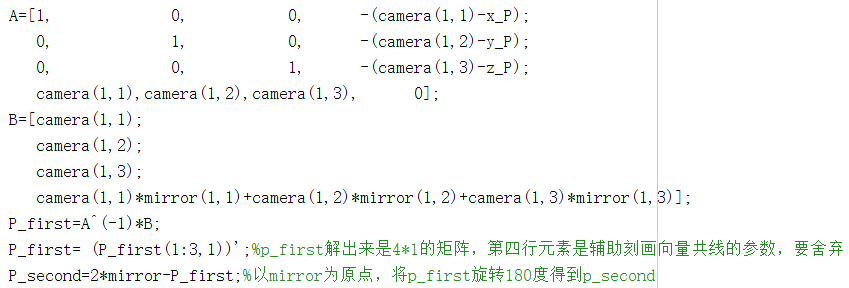 A=[1, 0, 0, -(camera(1,1)-x_P);
0, 1, 0, -(camera(1,2)-y_P);
0, 0, 1, -(camera(1,3)-z_P);
camera(1,1),camera(1,2),camera(1,3), 0];
B=[camera(1,1);
camera(1,2);
camera(1,3);
camera(1,1)*mirror(1,1)+camera(1,2)*mirror(1,2)+camera(1,3)*mirror(1,3)];
P_first=A^(-1)*B;
P_first= (P_first(1:3,1))';%p_first解出来是4*1的矩阵，第四行元素是辅助刻画向量共线的参数，要舍弃
P_second=2*mirror-P_first;%以mirror为原点，将p_first旋转180度得到p_second